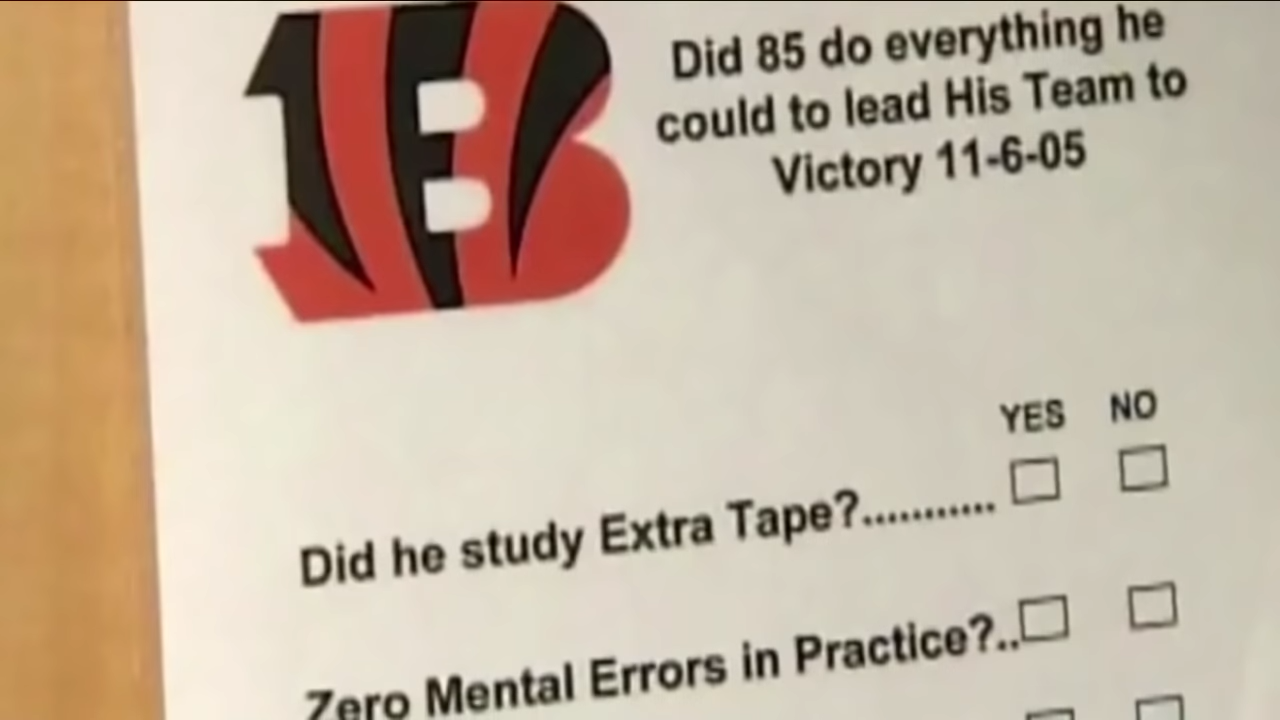 Did 85 do everything he
could to lead His Team to
Victory 11-6-05
YES NO
Did he study Extra Tape?...........
Zero Mental Errors in Practice?..